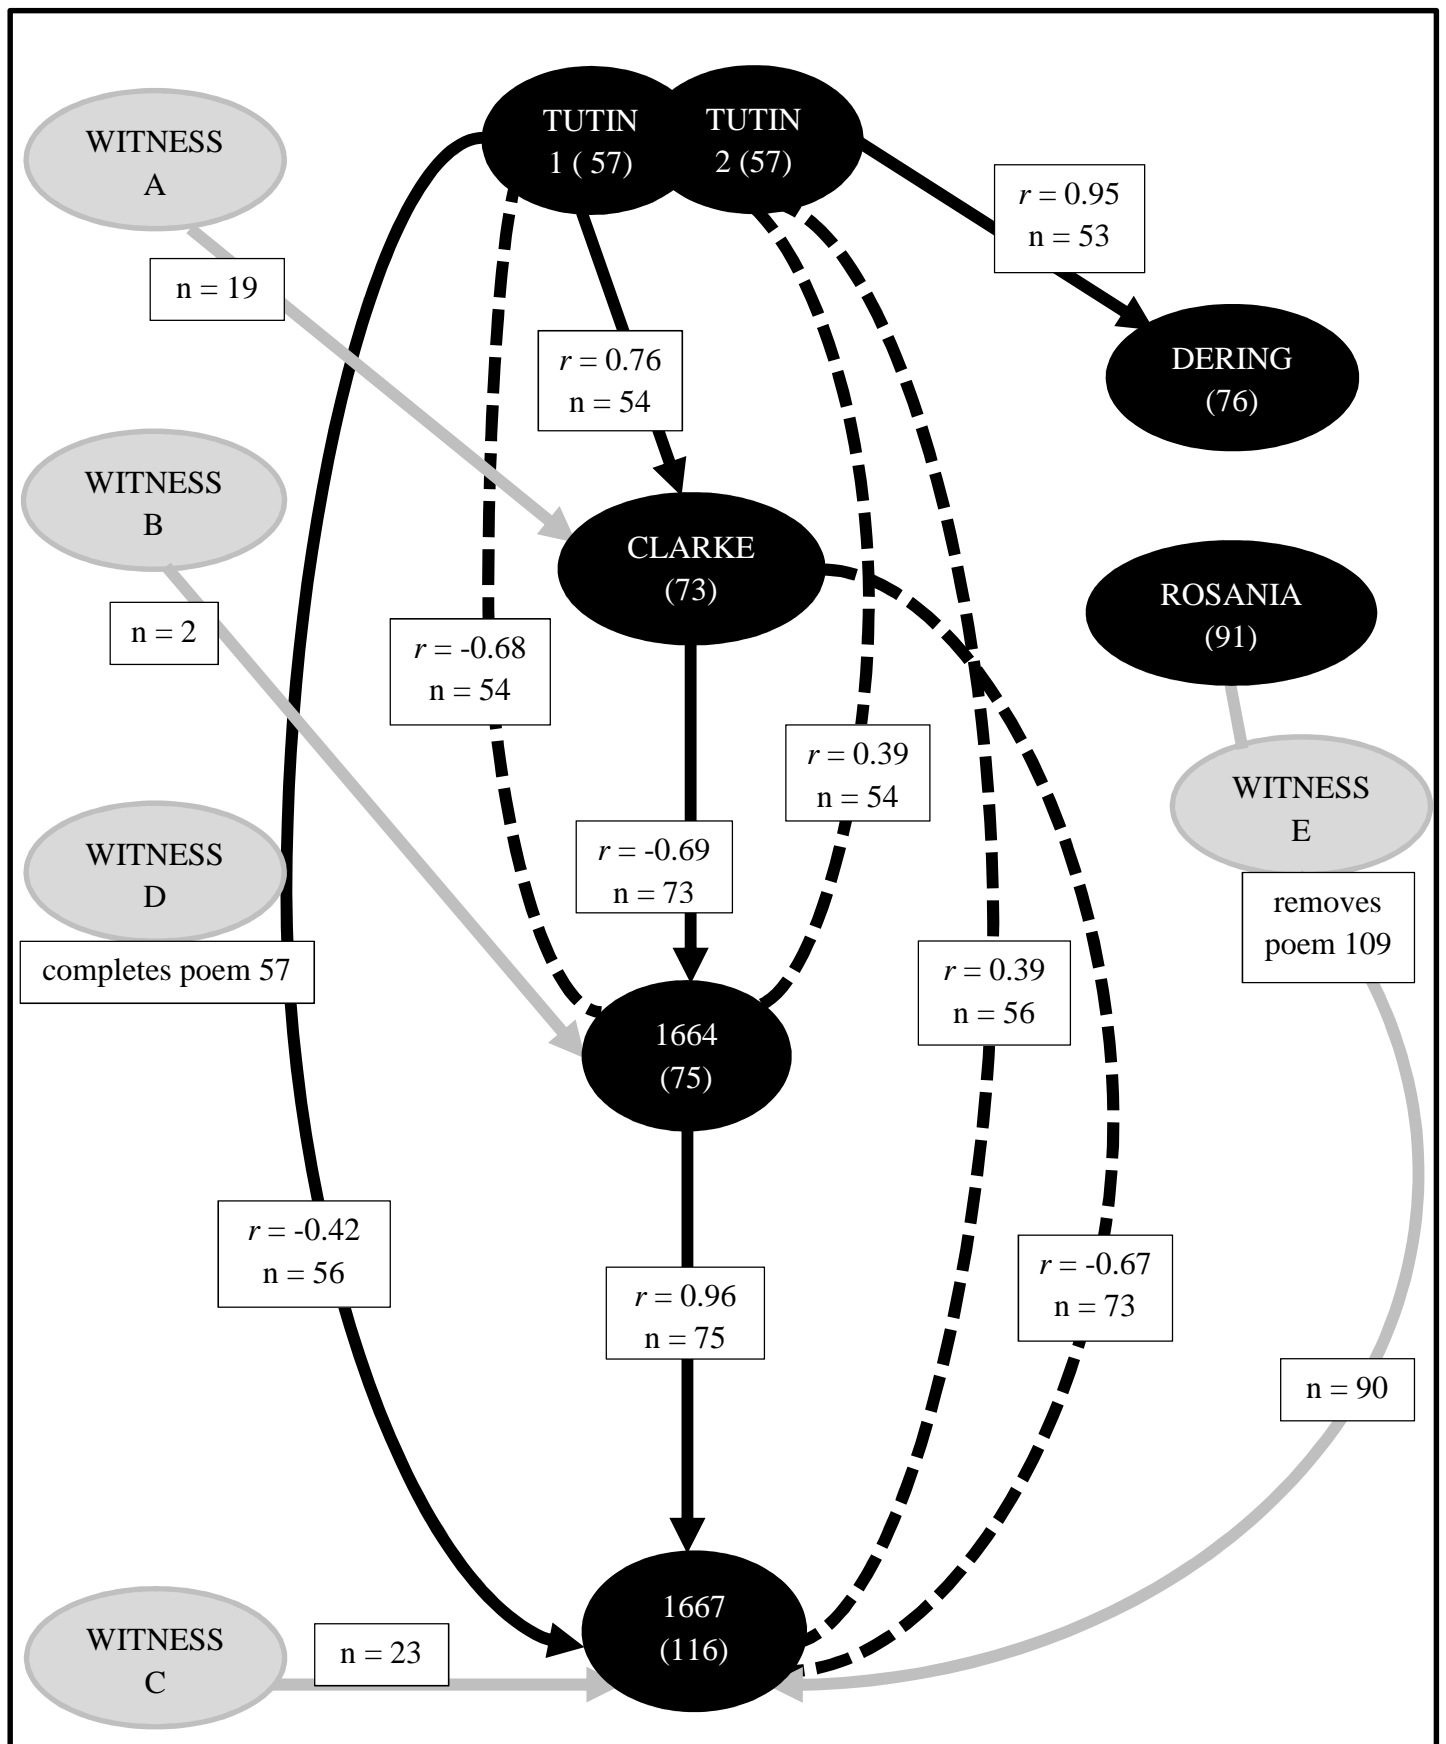 TUTIN
1 ( 57)
TUTIN
2 (57)
WITNESS
A
r = 0.95
n = 53
n = 19
r = 0.76
n = 54
DERING
(76)
WITNESS
B
CLARKE
(73)
ROSANIA
(91)
n = 2
r = -0.68
n = 54
r = 0.39
n = 54
WITNESS
E
WITNESS
D
r = -0.69
n = 73
removes
poem 109
completes poem 57
r = 0.39
n = 56
1664
(75)
r = -0.42
n = 56
r = -0.67
n = 73
r = 0.96
n = 75
n = 90
1667
(116)
WITNESS
C
n = 23